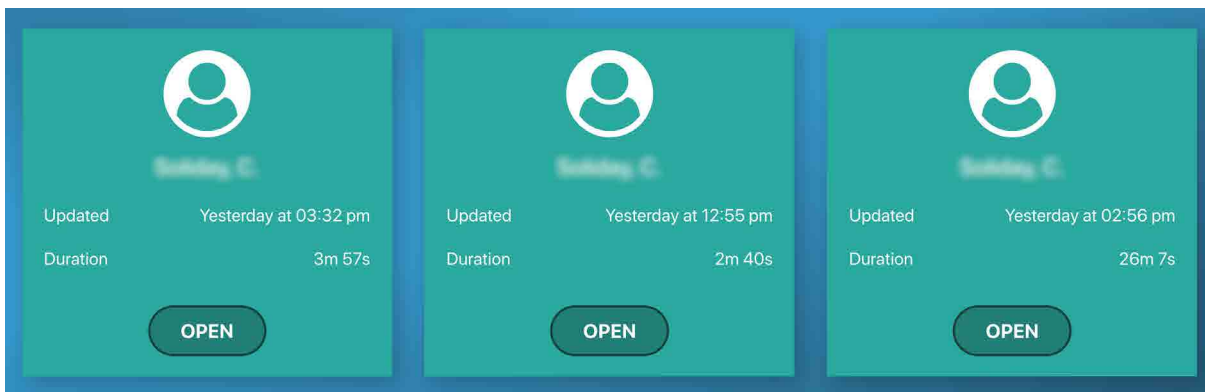 Updated Yesterday at 03:32 pm
Duration 3m 57s
OPEN
Updated Yesterday at 12:55 pm
Duration 2m 40s
OPEN
Updated Yesterday at 02:56 pm
Duration 26m 7s
OPEN